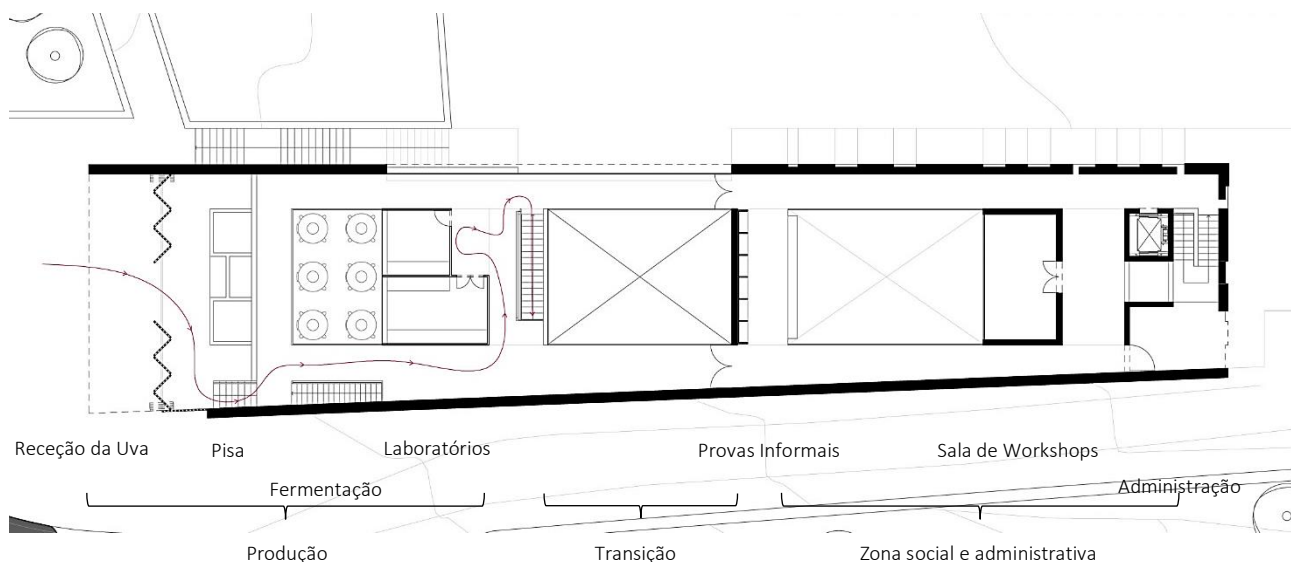 Receção da Uva
Pisa
Laboratórios
Provas Informais
Sala de Workshops
Fermentação
Administração
Produção
Transição
Zona social e administrativa